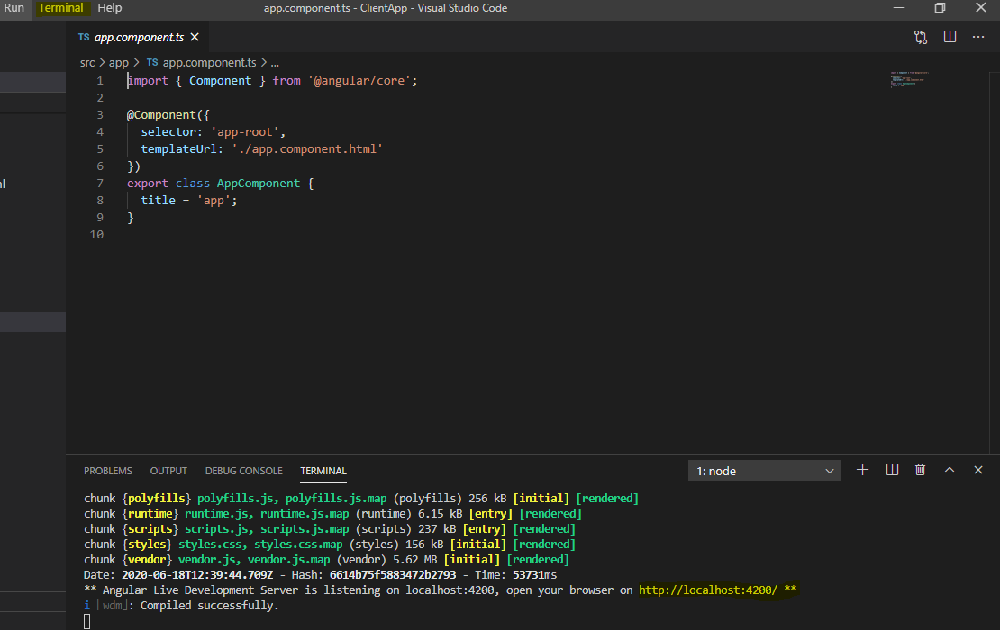 Run Terminal Help app.component.ts - ClientApp - Visual Studio Code
TS app.component.ts
src > app > TS app.component.ts > ...
1 import { Component } from '@angular/core';
2
3 @Component({
4 selector: 'app-root',
5 templateUrl: './app.component.html'
6 })
7 export class AppComponent {
8 title = 'app';
9 }
10
PROBLEMS OUTPUT DEBUG CONSOLE TERMINAL 1: node
chunk {polyfills} polyfills.js, polyfills.js.map (polyfills) 256 kB [initial] [rendered]
chunk {runtime} runtime.js, runtime.js.map (runtime) 6.15 kB [entry] [rendered]
chunk {scripts} scripts.js, scripts.js.map (scripts) 237 kB [entry] [rendered]
chunk {styles} styles.css, styles.css.map (styles) 156 kB [initial] [rendered]
chunk {vendor} vendor.js, vendor.js.map (vendor) 5.62 MB [initial] [rendered]
Date: 2020-06-18T12:39:44.709Z - Hash: 6614b75f5883472b2793 - Time: 53731ms
** Angular Live Development Server is listening on localhost:4200, open your browser on http://localhost:4200/ **
i ｢wdm｣: Compiled successfully.